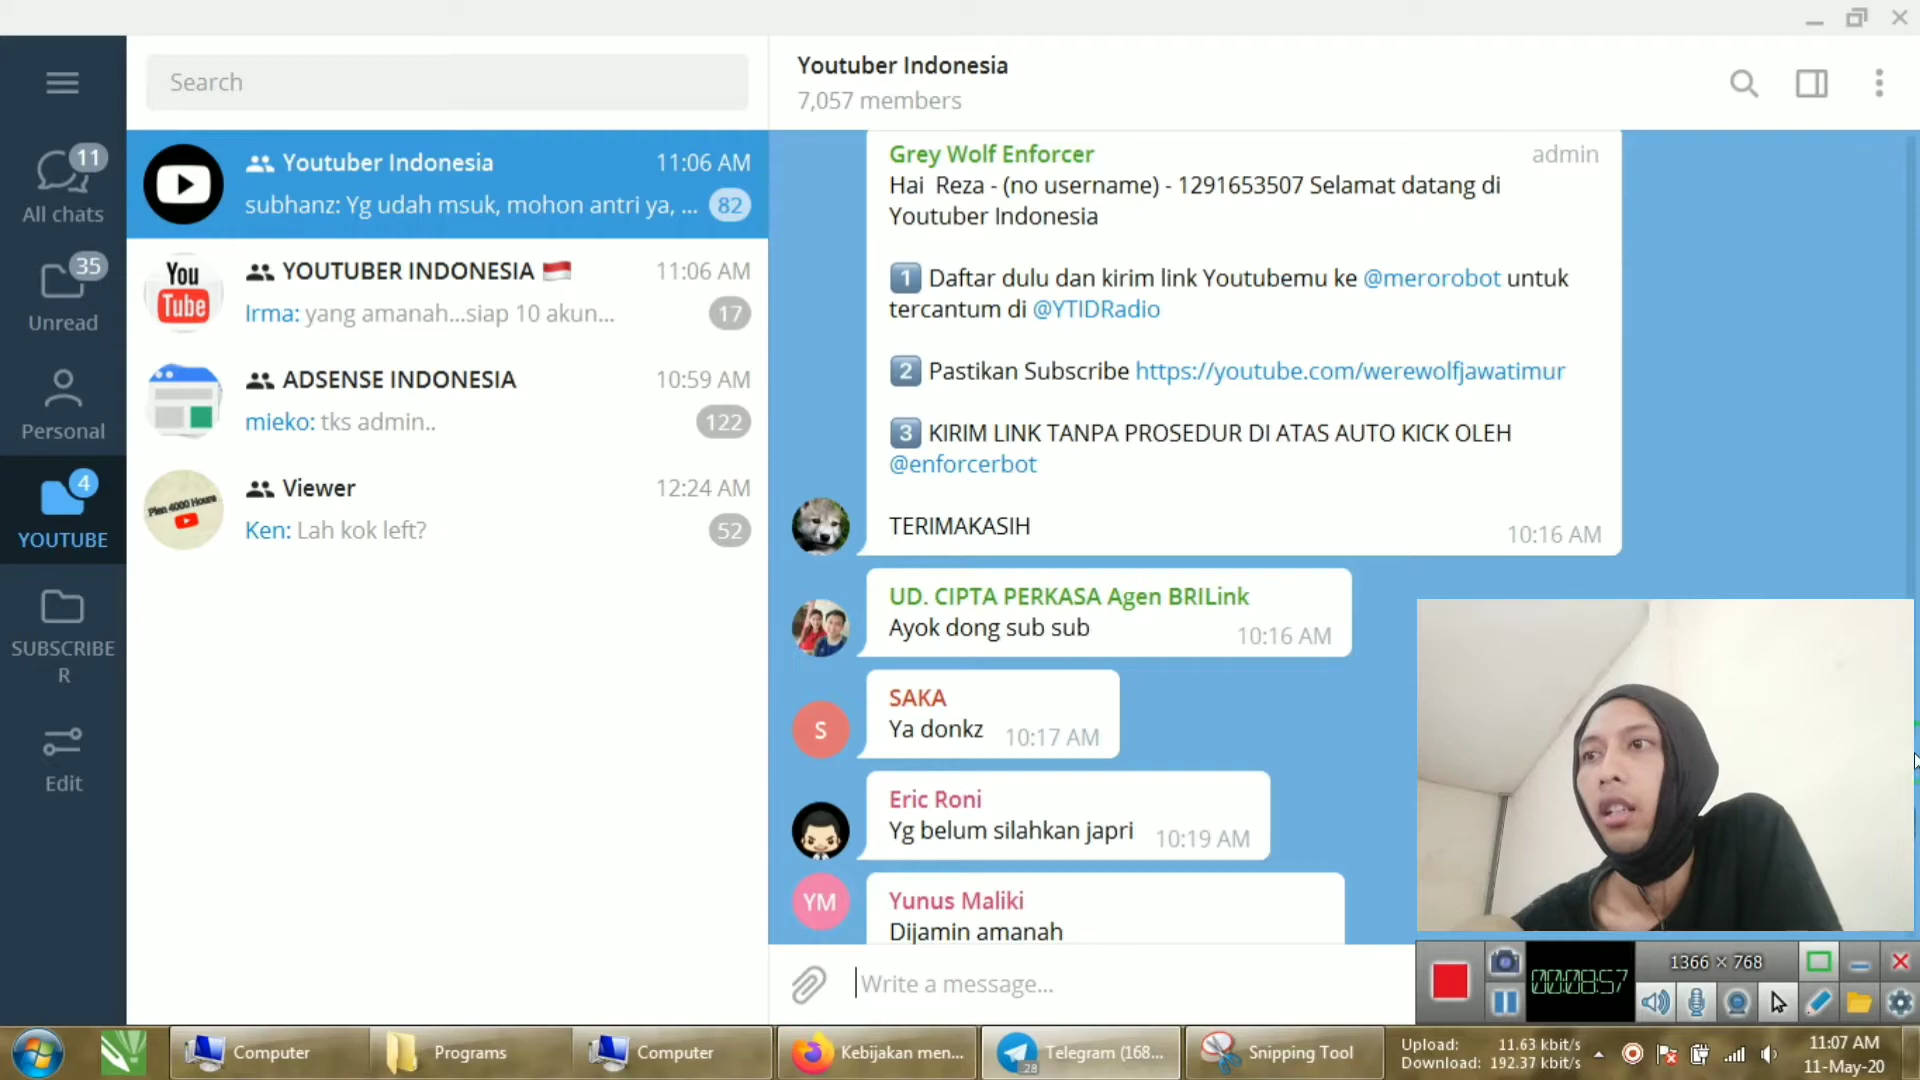 Search
Youtuber Indonesia
7,057 members
11
All chats
35
Unread
Personal
4
YOUTUBE
SUBSCRIBE
R
Edit
Youtuber Indonesia 11:06 AM
subhanz: Yg udah msuk, mohon antri ya, ... 82
You
Tube
YOUTUBER INDONESIA 🇮🇩 11:06 AM
Irma: yang amanah...siap 10 akun... 17
ADSENSE INDONESIA 10:59 AM
mieko: tks admin.. 122
Plan 4000 Hours
Viewer 12:24 AM
Ken: Lah kok left? 52
Grey Wolf Enforcer admin
Hai Reza - (no username) - 1291653507 Selamat datang di
Youtuber Indonesia
1 Daftar dulu dan kirim link Youtubemu ke @merorobot untuk
tercantum di @YTIDRadio
2 Pastikan Subscribe https://youtube.com/werewolfjawatimur
3 KIRIM LINK TANPA PROSEDUR DI ATAS AUTO KICK OLEH
@enforcerbot
TERIMAKASIH 10:16 AM
UD. CIPTA PERKASA Agen BRILink
Ayok dong sub sub 10:16 AM
S
SAKA
Ya donkz 10:17 AM
Eric Roni
Yg belum silahkan japri 10:19 AM
YM
Yunus Maliki
Dijamin amanah
Write a message...
00:08:57
1366 × 768
Computer
Programs
Computer
Kebijakan men...
28
Telegram (168...
Snipping Tool
Upload: 11.63 kbit/s
Download: 192.37 kbit/s
11:07 AM
11-May-20